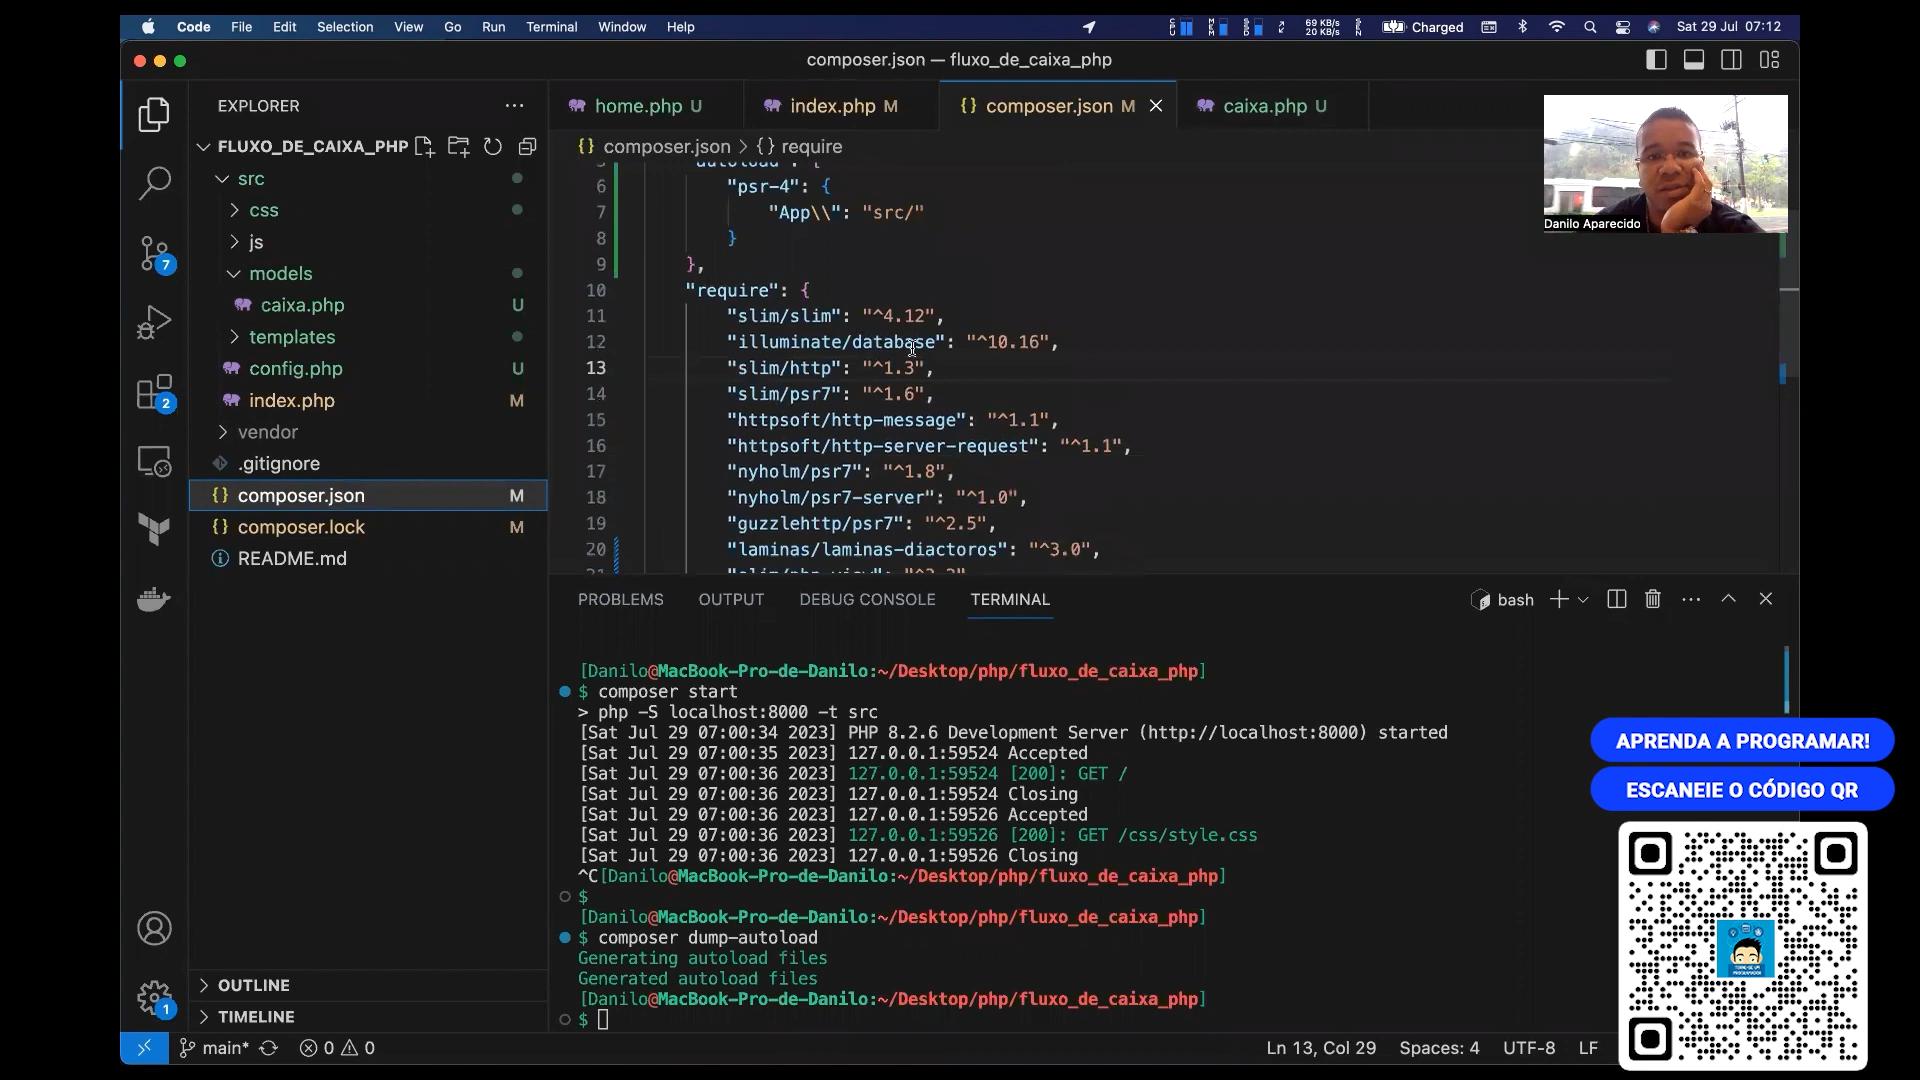 Code File Edit Selection View Go Run Terminal Window Help
69 KB/s
20 KB/s
Charged
Sat 29 Jul 07:12
composer.json — fluxo_de_caixa_php
EXPLORER
home.php U
index.php M
composer.json M
caixa.php U
FLUXO_DE_CAIXA_PHP
composer.json > {} require
src
css
js
models
caixa.php U
templates
config.php U
index.php M
vendor
.gitignore
composer.json M
composer.lock M
README.md
OUTLINE
TIMELINE
7
2
1
6 "psr-4": {
7 "App\\": "src/"
8 }
9 },
10 "require": {
11 "slim/slim": "^4.12",
12 "illuminate/database": "^10.16",
13 "slim/http": "^1.3",
14 "slim/psr7": "^1.6",
15 "httpsoft/http-message": "^1.1",
16 "httpsoft/http-server-request": "^1.1",
17 "nyholm/psr7": "^1.8",
18 "nyholm/psr7-server": "^1.0",
19 "guzzlehttp/psr7": "^2.5",
20 "laminas/laminas-diactoros": "^3.0",
Danilo Aparecido
PROBLEMS OUTPUT DEBUG CONSOLE TERMINAL
bash
[Danilo@MacBook-Pro-de-Danilo:~/Desktop/php/fluxo_de_caixa_php]
$ composer start
> php -S localhost:8000 -t src
[Sat Jul 29 07:00:34 2023] PHP 8.2.6 Development Server (http://localhost:8000) started
[Sat Jul 29 07:00:35 2023] 127.0.0.1:59524 Accepted
[Sat Jul 29 07:00:36 2023] 127.0.0.1:59524 [200]: GET /
[Sat Jul 29 07:00:36 2023] 127.0.0.1:59524 Closing
[Sat Jul 29 07:00:36 2023] 127.0.0.1:59526 Accepted
[Sat Jul 29 07:00:36 2023] 127.0.0.1:59526 [200]: GET /css/style.css
[Sat Jul 29 07:00:36 2023] 127.0.0.1:59526 Closing
^C[Danilo@MacBook-Pro-de-Danilo:~/Desktop/php/fluxo_de_caixa_php]
$
[Danilo@MacBook-Pro-de-Danilo:~/Desktop/php/fluxo_de_caixa_php]
$ composer dump-autoload
Generating autoload files
Generated autoload files
[Danilo@MacBook-Pro-de-Danilo:~/Desktop/php/fluxo_de_caixa_php]
$
APRENDA A PROGRAMAR!
ESCANEIE O CÓDIGO QR
main* 0 0
Ln 13, Col 29 Spaces: 4 UTF-8 LF